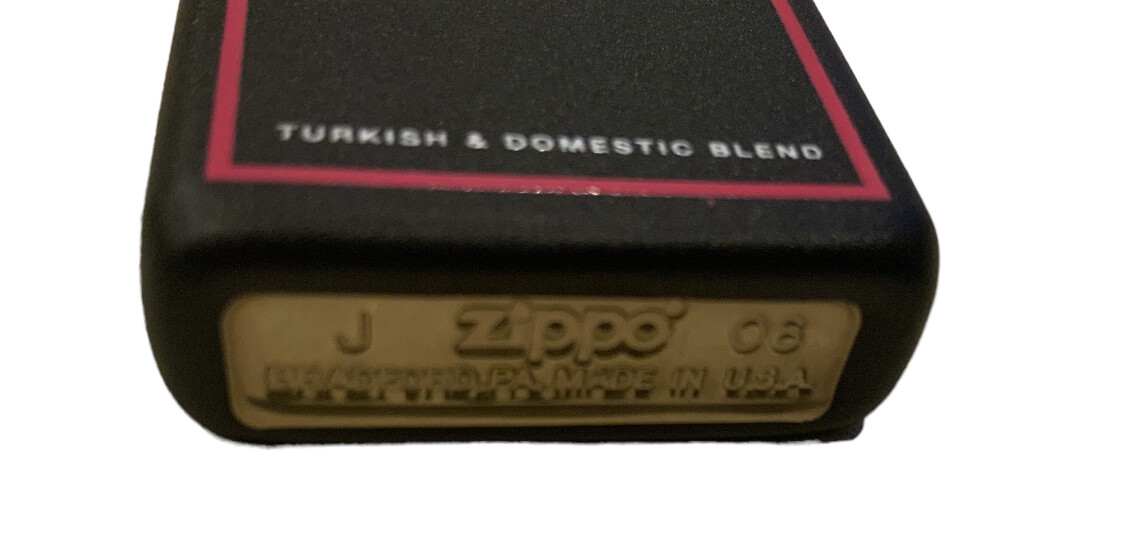 TURKISH & DOMESTIC BLEND
J Zippo 06
BRADFORD,PA. MADE IN U.S.A.